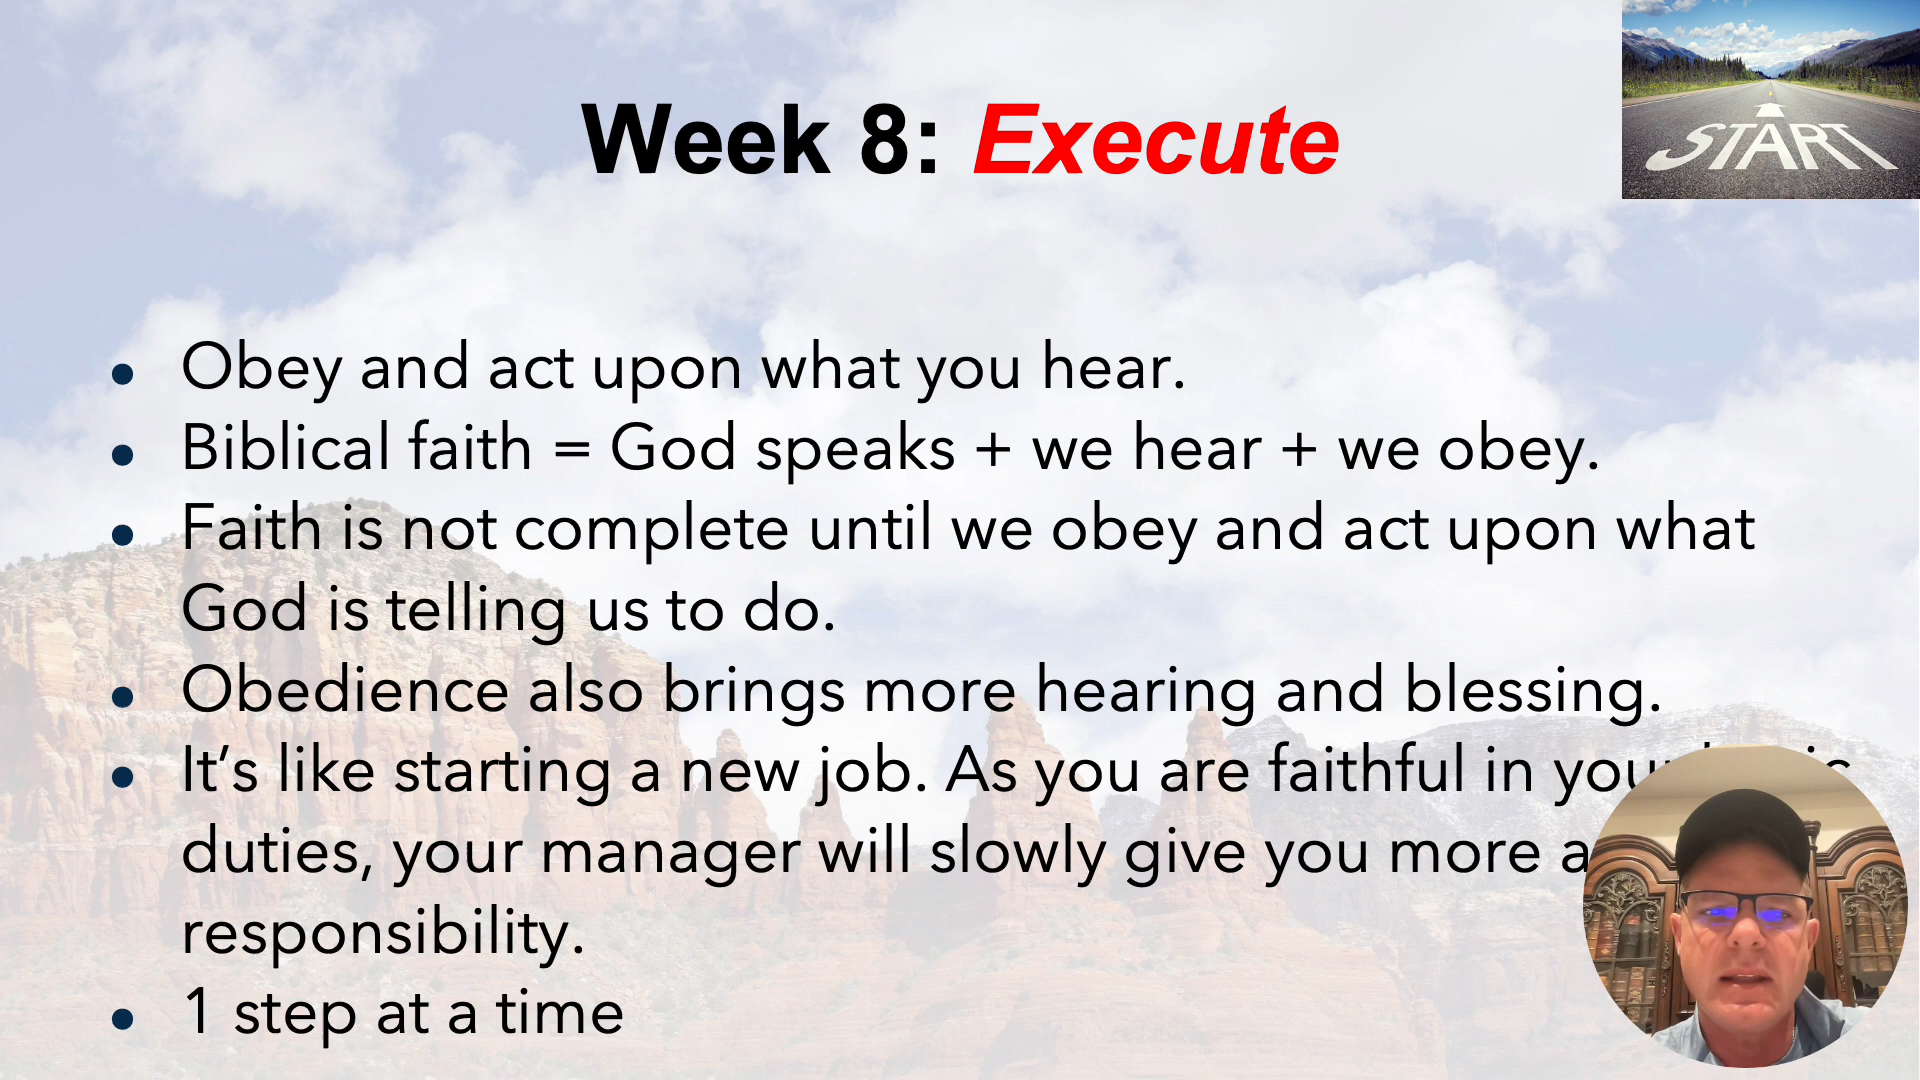 START
Week 8: Execute
• Obey and act upon what you hear.
• Biblical faith = God speaks + we hear + we obey.
• Faith is not complete until we obey and act upon what
God is telling us to do.
• Obedience also brings more hearing and blessing.
• It’s like starting a new job. As you are faithful in your
duties, your manager will slowly give you more
responsibility.
• 1 step at a time